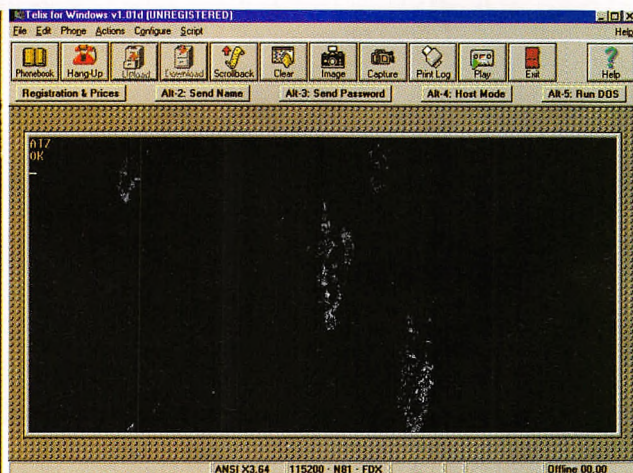 Telix for Windows v1.01d [UNREGISTERED]
File Edit Phone Actions Configure Script Help
Phonebook Hang-Up Upload Download Scrollback Clear Image Capture Print Log Play Exit Help
Registration & Prices Alt-2: Send Name Alt-3: Send Password Alt-4: Host Mode Alt-5: Run DOS
ATZ
OK
ANSI X3.64 115200 · N81 · FDX Offline 00.00